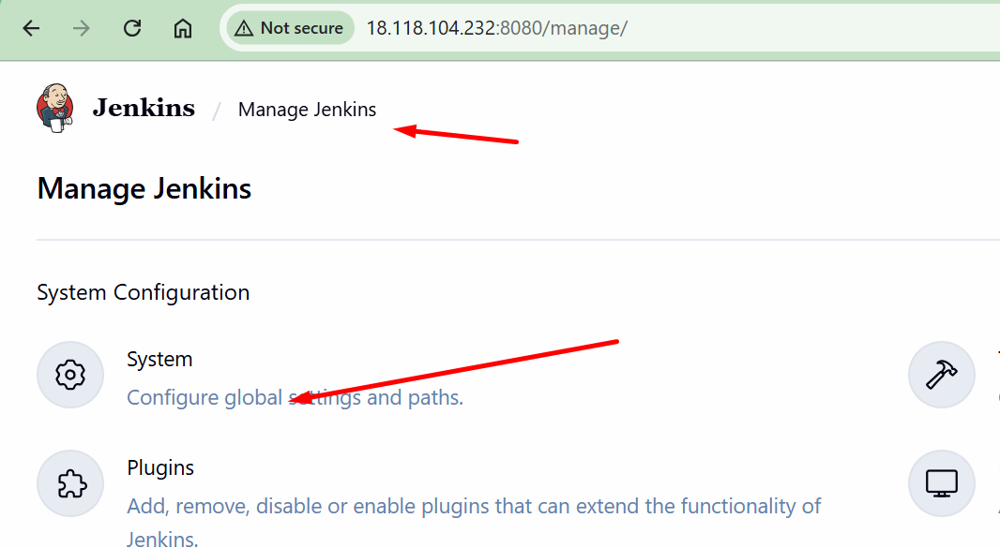 Not secure 18.118.104.232:8080/manage/
Jenkins / Manage Jenkins
Manage Jenkins
System Configuration
System
Configure global settings and paths.
Plugins
Add, remove, disable or enable plugins that can extend the functionality of
Jenkins.